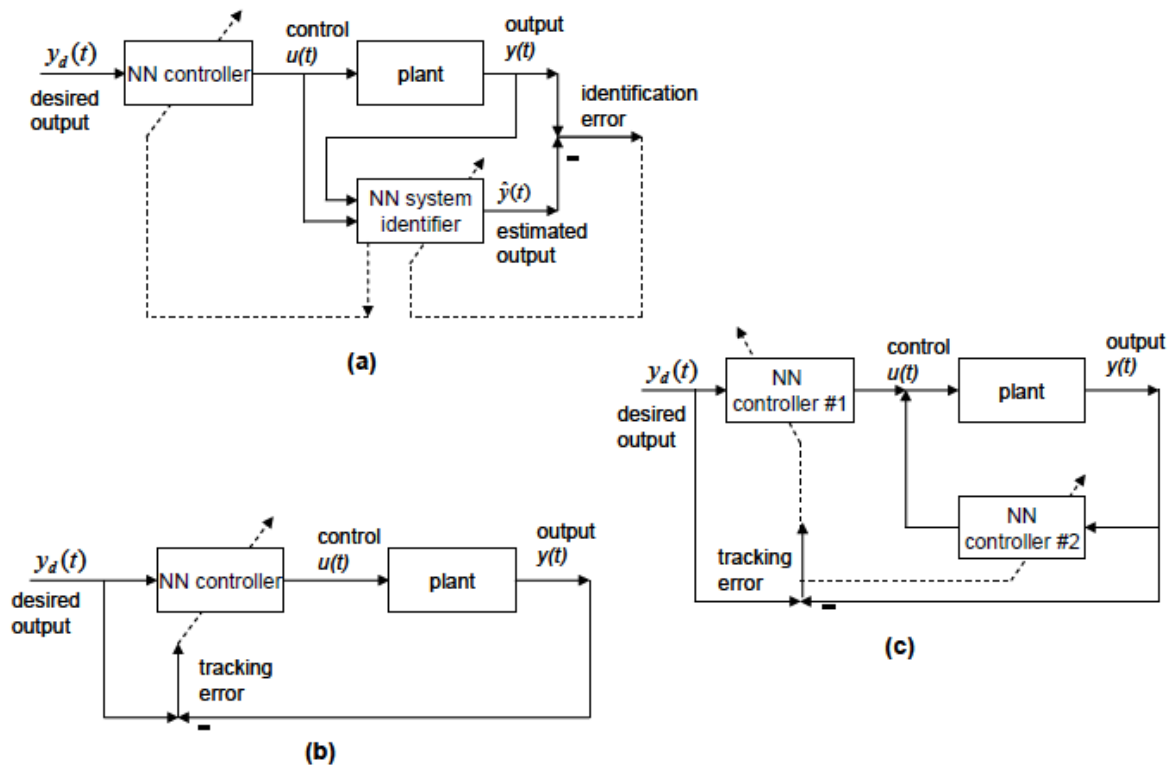 control
u(t)
output
y(t)
y_d(t)
NN controller
plant
desired
output
identification
error
-
NN system
identifier
ŷ(t)
estimated
output
(a)
control
u(t)
output
y(t)
y_d(t)
NN
controller #1
plant
desired
output
NN
controller #2
tracking
error
-
(c)
control
u(t)
output
y(t)
y_d(t)
NN controller
plant
desired
output
tracking
error
-
(b)